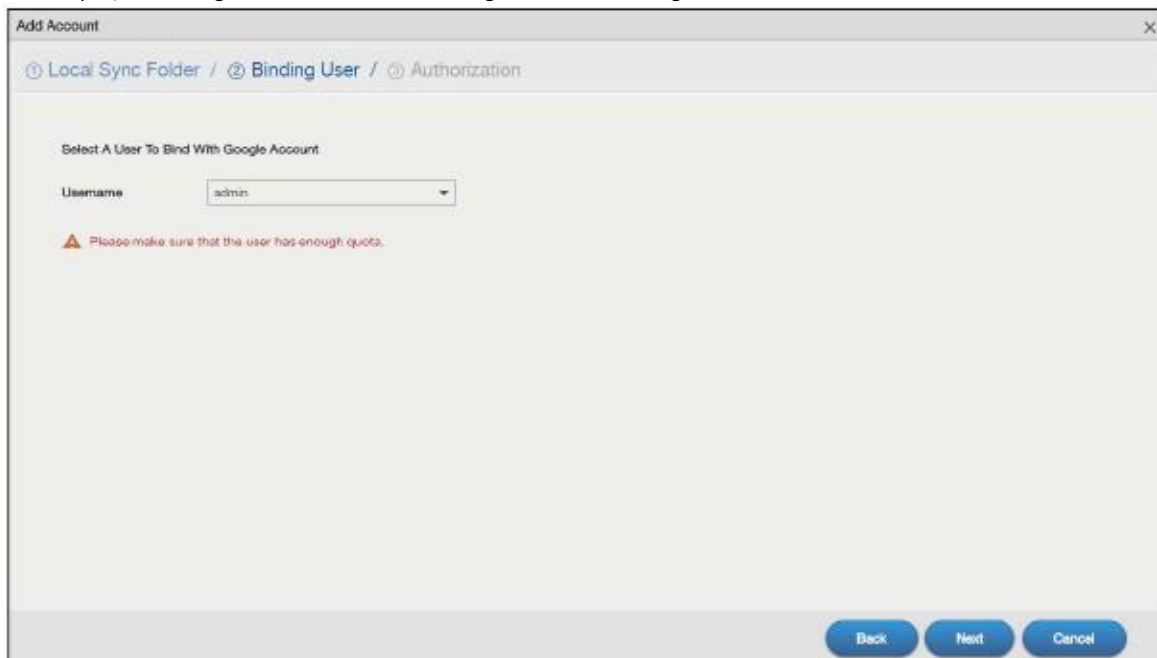 Add Account
① Local Sync Folder / ② Binding User / ③ Authorization
Select A User To Bind With Google Account
Username admin
Please make sure that the user has enough quota.
Back Next Cancel